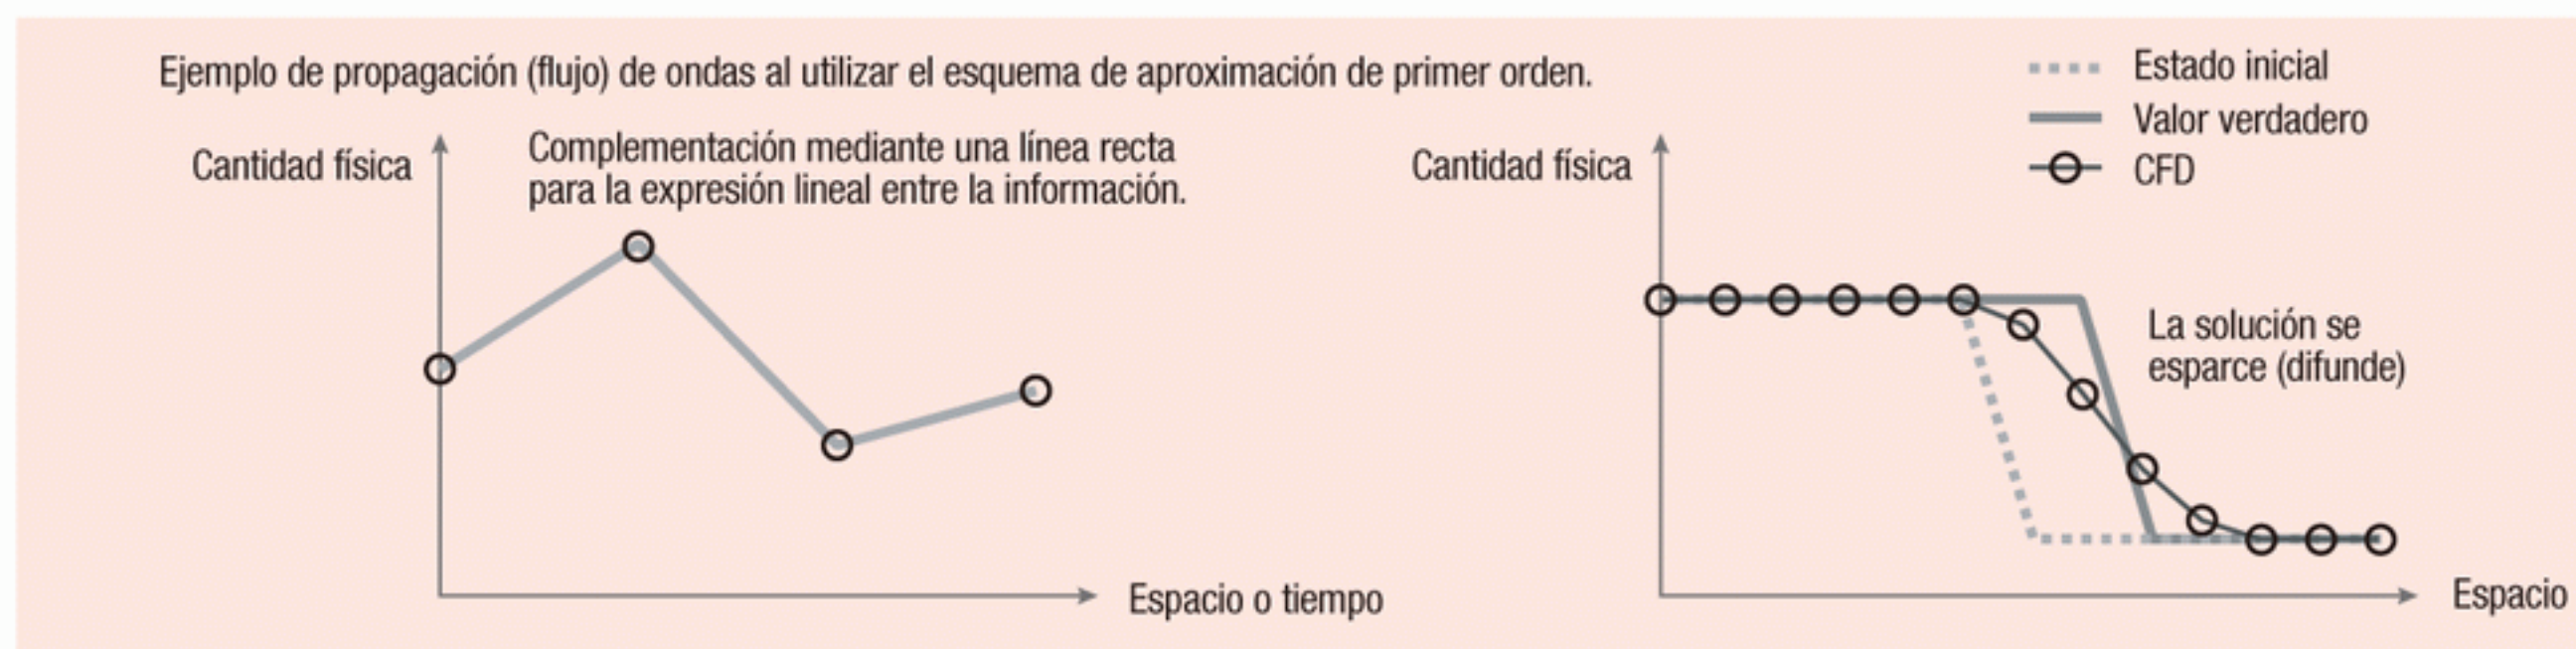 Ejemplo de propagación (flujo) de ondas al utilizar el esquema de aproximación de primer orden.
Cantidad física
Complementación mediante una línea recta
para la expresión lineal entre la información.
Espacio o tiempo
Estado inicial
Valor verdadero
CFD
Cantidad física
La solución se
esparce (difunde)
Espacio